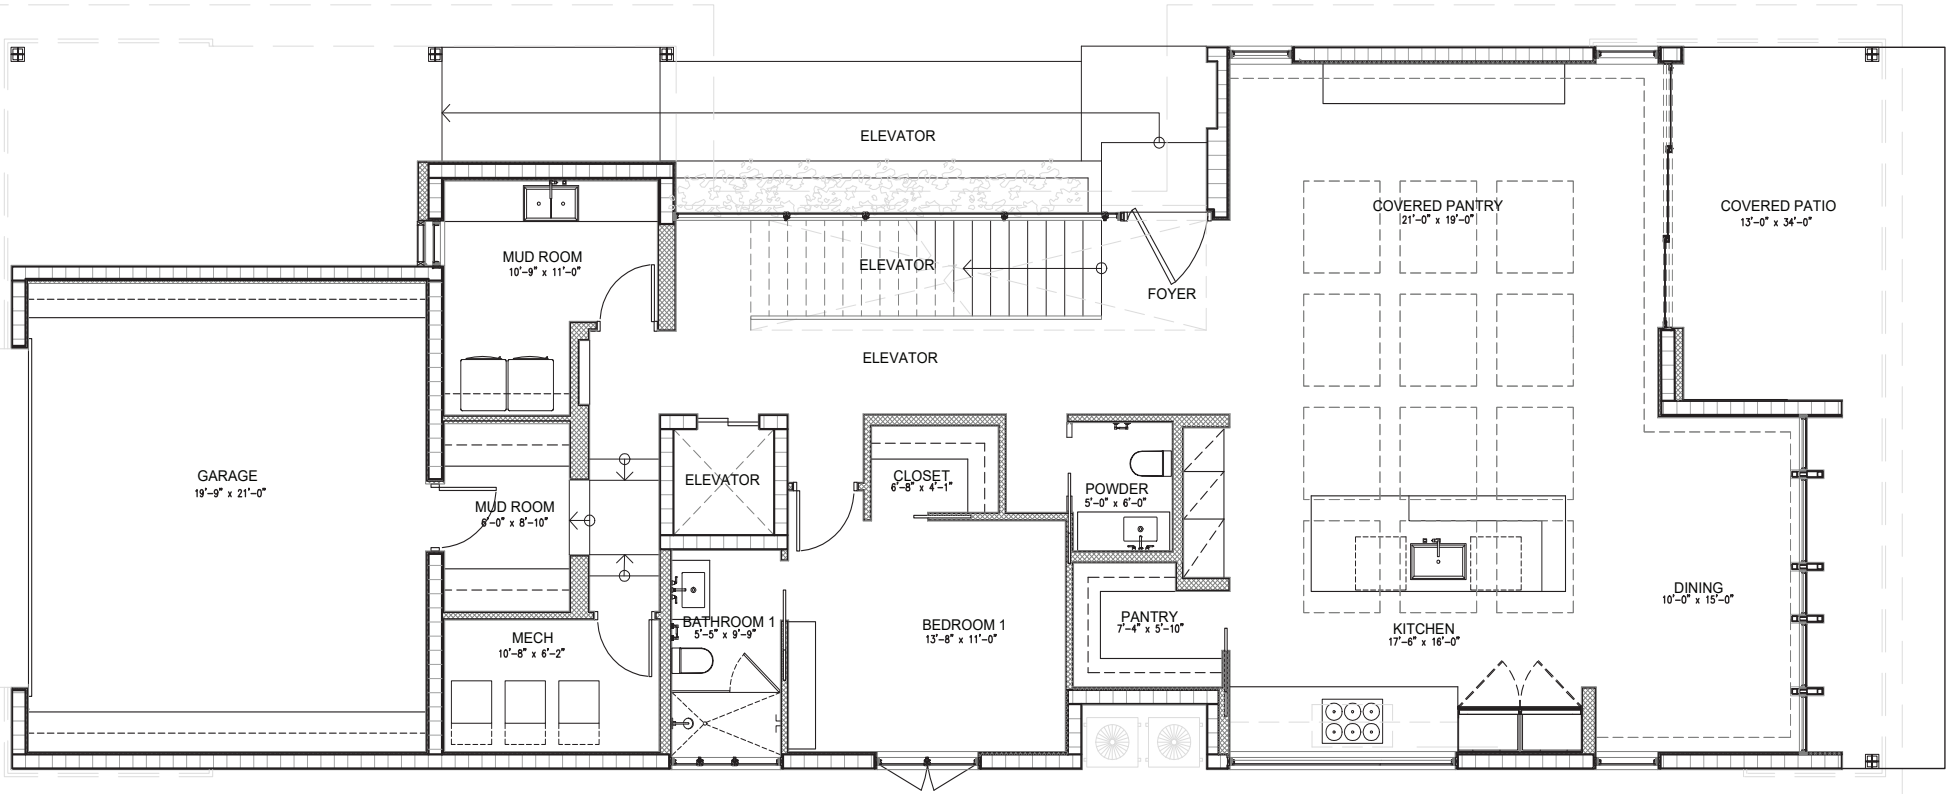 ELEVATOR
COVERED PANTRY
21'-0" x 19'-0"
COVERED PATIO
13'-0" x 34'-0"
MUD ROOM
10'-9" x 11'-0"
ELEVATOR
FOYER
ELEVATOR
GARAGE
19'-9" x 21'-0"
ELEVATOR
CLOSET
6'-8" x 4'-1"
POWDER
5'-0" x 6'-0"
MUD ROOM
6'-0" x 8'-10"
DINING
10'-0" x 15'-0"
BATHROOM 1
5'-5" x 9'-9"
BEDROOM 1
13'-8" x 11'-0"
PANTRY
7'-4" x 5'-10"
KITCHEN
17'-6" x 16'-0"
MECH
10'-8" x 6'-2"